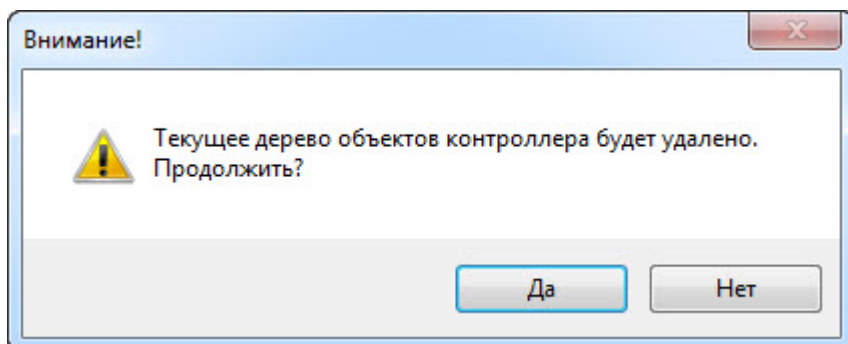 Внимание!
Текущее дерево объектов контроллера будет удалено.
Продолжить?
Да
Нет